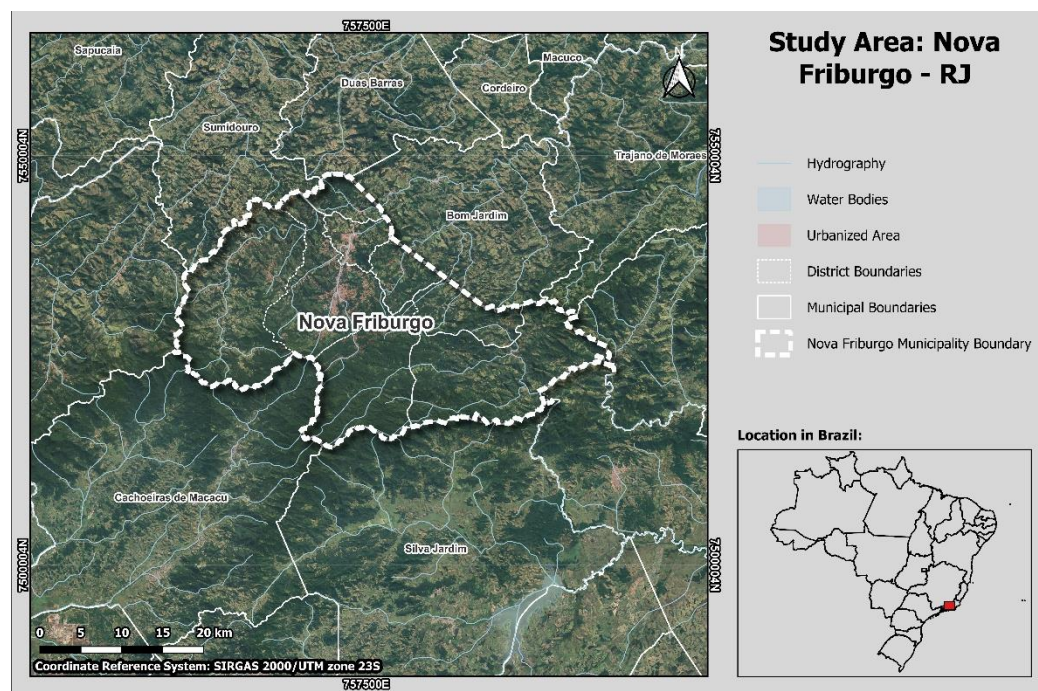 757500E
Study Area: Nova
Friburgo - RJ
Sapucaia
Macuco
Duas Barras
Cordeiro
Sumidouro
7550004N
7550004N
Trajano de Moraes
Hydrography
Water Bodies
Bom Jardim
Urbanized Area
District Boundaries
Municipal Boundaries
Nova Friburgo
Nova Friburgo Municipality Boundary
Location in Brazil:
Cachoeiras de Macacu
Silva Jardim
7500004N
7500004N
0 5 10 15 20 km
Coordinate Reference System: SIRGAS 2000/UTM zone 23S
757500E